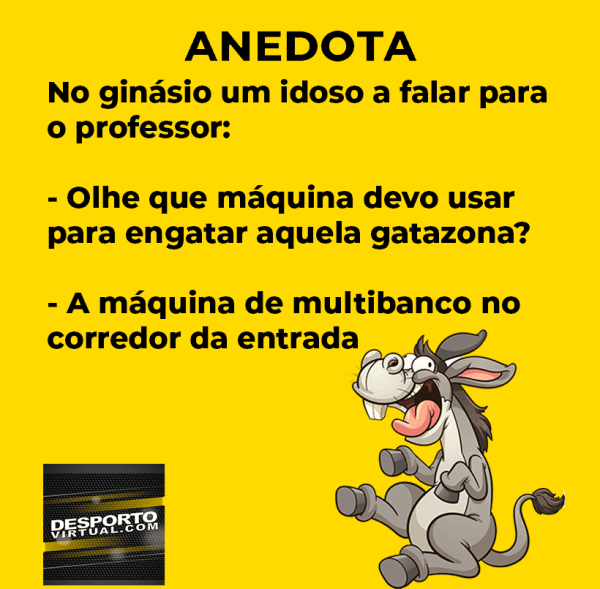 ANEDOTA
No ginásio um idoso a falar para
o professor:
- Olhe que máquina devo usar
para engatar aquela gatazona?
- A máquina de multibanco no
corredor da entrada
DESPORTO
VIRTUAL.COM